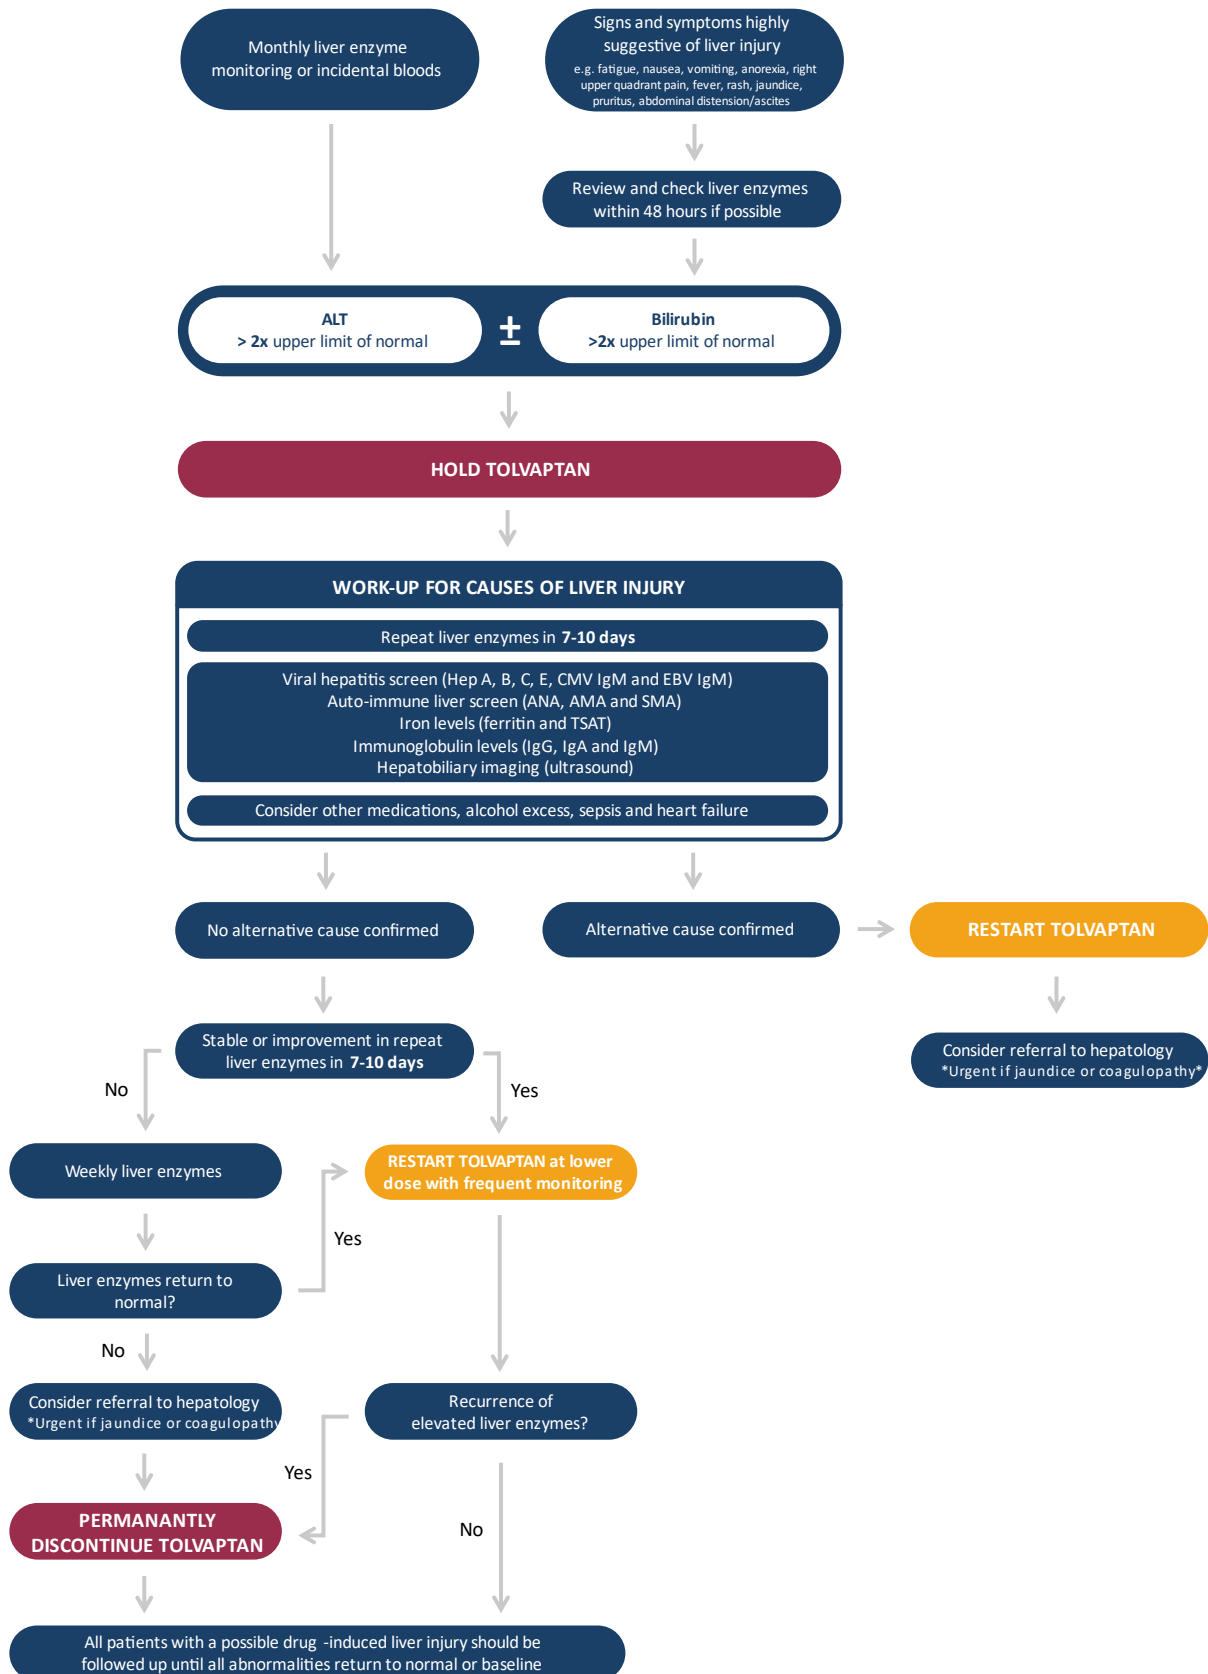 Monthly liver enzyme
monitoring or incidental bloods
Signs and symptoms highly
suggestive of liver injury
e.g. fatigue, nausea, vomiting, anorexia, right
upper quadrant pain, fever, rash, jaundice,
pruritus, abdominal distension/ascites
Review and check liver enzymes
within 48 hours if possible
ALT
> 2x upper limit of normal
±
Bilirubin
>2x upper limit of normal
HOLD TOLVAPTAN
WORK-UP FOR CAUSES OF LIVER INJURY
Repeat liver enzymes in 7-10 days
Viral hepatitis screen (Hep A, B, C, E, CMV IgM and EBV IgM)
Auto-immune liver screen (ANA, AMA and SMA)
Iron levels (ferritin and TSAT)
Immunoglobulin levels (IgG, IgA and IgM)
Hepatobiliary imaging (ultrasound)
Consider other medications, alcohol excess, sepsis and heart failure
No alternative cause confirmed
Alternative cause confirmed
RESTART TOLVAPTAN
Stable or improvement in repeat
liver enzymes in 7-10 days
Consider referral to hepatology
*Urgent if jaundice or coagulopathy*
No
Yes
Weekly liver enzymes
RESTART TOLVAPTAN at lower
dose with frequent monitoring
Yes
Liver enzymes return to
normal?
No
Consider referral to hepatology
*Urgent if jaundice or coagulopathy
Recurrence of
elevated liver enzymes?
Yes
PERMANANTLY
DISCONTINUE TOLVAPTAN
No
All patients with a possible drug -induced liver injury should be
followed up until all abnormalities return to normal or baseline